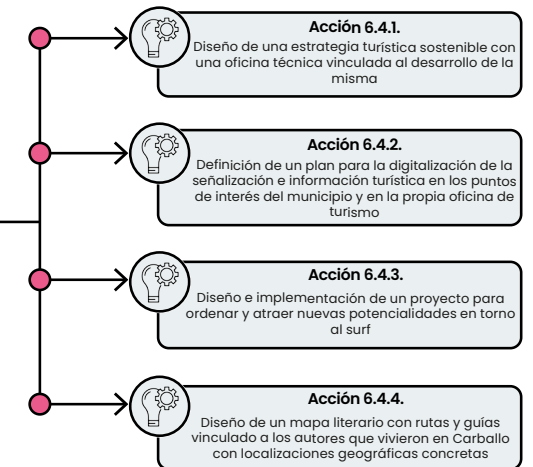 Acción 6.4.1.
Diseño de una estrategia turística sostenible con
una oficina técnica vinculada al desarrollo de la
misma
Acción 6.4.2.
Definición de un plan para la digitalización de la
señalización e información turística en los puntos
de interés del municipio y en la propia oficina de
turismo
Acción 6.4.3.
Diseño e implementación de un proyecto para
ordenar y atraer nuevas potencialidades en torno
al surf
Acción 6.4.4.
Diseño de un mapa literario con rutas y guías
vinculado a los autores que vivieron en Carballo
con localizaciones geográficas concretas